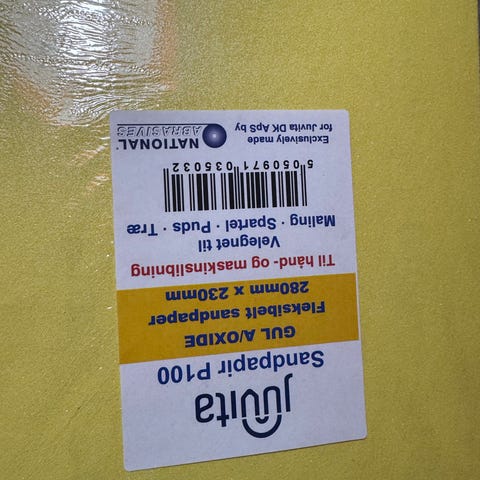 juvita
Sandpapir P100
GUL A/OXIDE
Fleksibelt sandpaper
280mm x 230mm
Til hånd- og maskinslibning
Velegnet til
Maling · Spartel · Puds · Træ
5 050971 035032
Exclusively made
for Juvita DK ApS by
NATIONAL
ABRASIVES